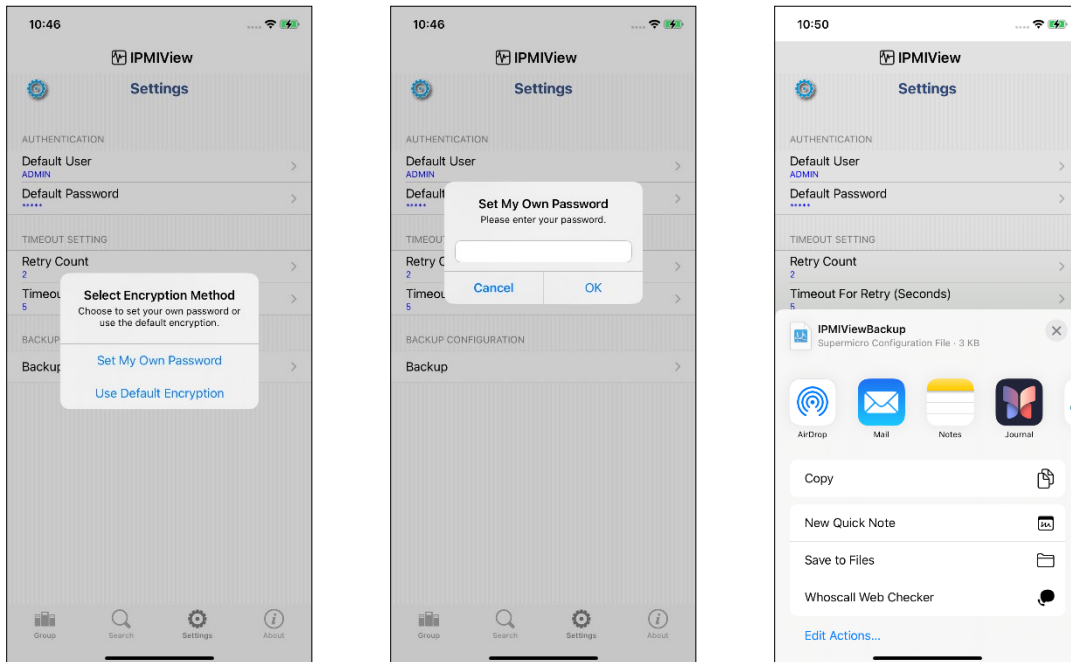 10:46
IPMIView
Settings
AUTHENTICATION
Default User
ADMIN
Default Password
*****
TIMEOUT SETTING
Retry Count
2
Timeou
5
Select Encryption Method
Choose to set your own password or
use the default encryption.
Set My Own Password
Use Default Encryption
BACKUP
Backup
Group
Search
Settings
About
10:46
IPMIView
Settings
AUTHENTICATION
Default User
ADMIN
Default
Set My Own Password
Please enter your password.
Cancel
OK
TIMEOUT
Retry C
2
Timeou
5
BACKUP CONFIGURATION
Backup
Group
Search
Settings
About
10:50
IPMIView
Settings
AUTHENTICATION
Default User
ADMIN
Default Password
*****
TIMEOUT SETTING
Retry Count
2
Timeout For Retry (Seconds)
5
IPMIViewBackup
Supermicro Configuration File · 3 KB
AirDrop
Mail
Notes
Journal
Copy
New Quick Note
Save to Files
Whoscall Web Checker
Edit Actions...